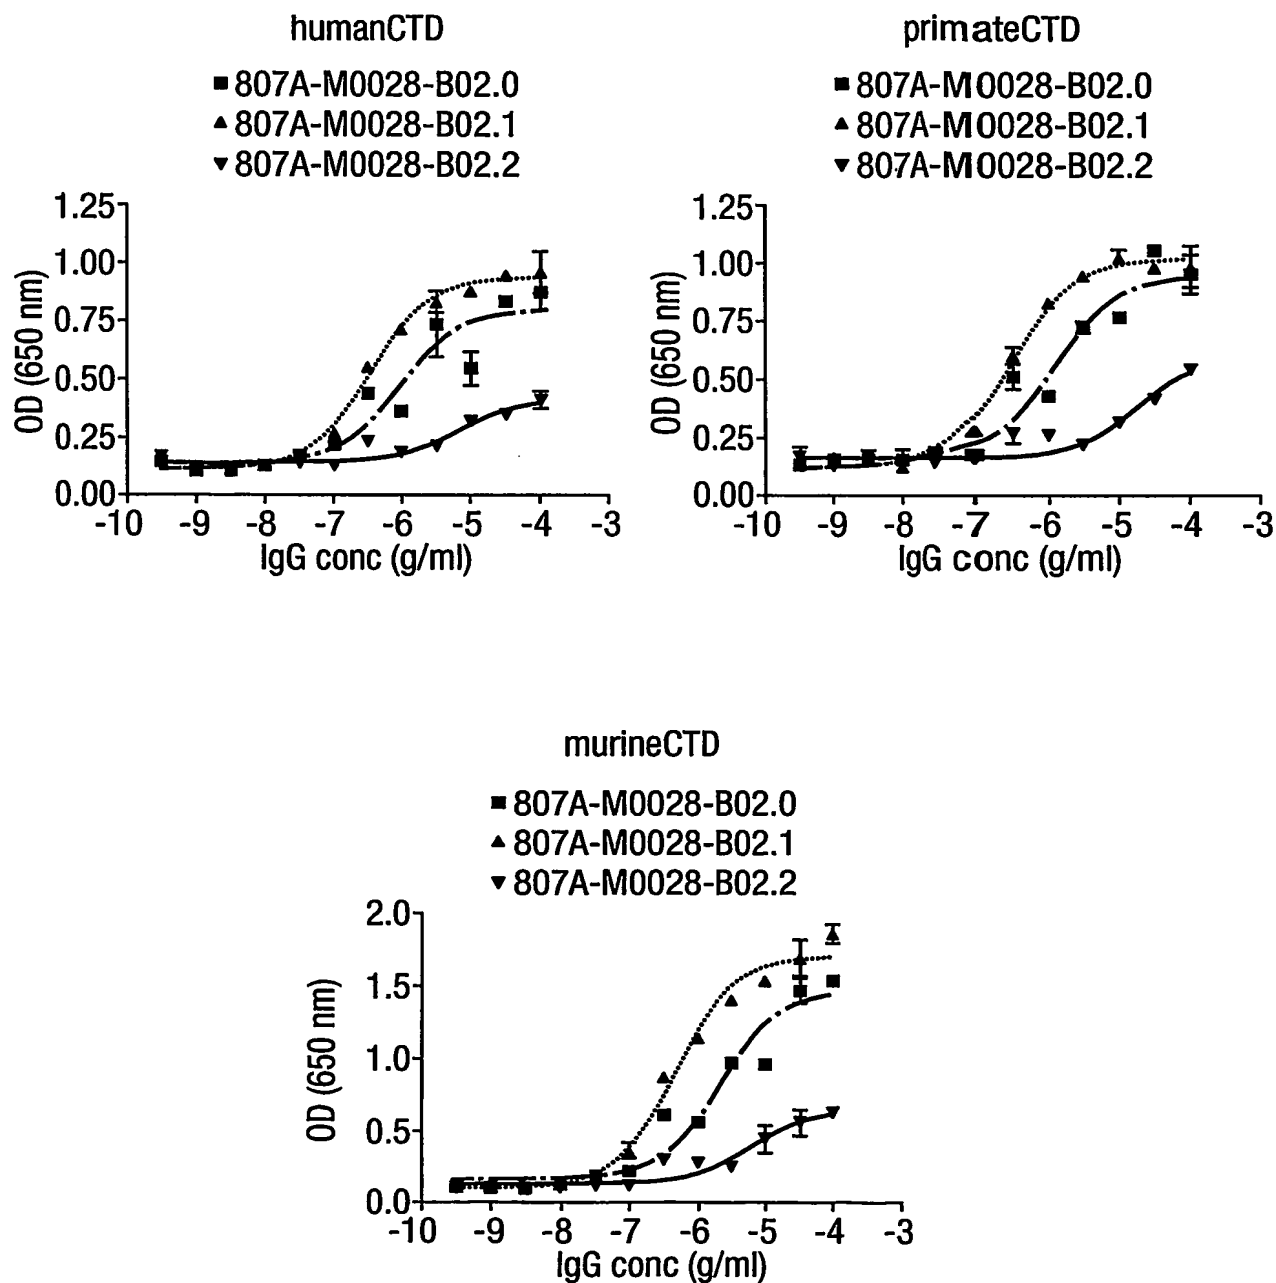 humanCTD
807A-M0028-B02.0
807A-M0028-B02.1
807A-M0028-B02.2
1.25
1.00
0.75
0.50
0.25
0.00
OD (650 nm)
-10 -9 -8 -7 -6 -5 -4 -3
IgG conc (g/ml)
primateCTD
807A-M0028-B02.0
807A-M0028-B02.1
807A-M0028-B02.2
1.25
1.00
0.75
0.50
0.25
0.00
OD (650 nm)
-10 -9 -8 -7 -6 -5 -4 -3
IgG conc (g/ml)
murineCTD
807A-M0028-B02.0
807A-M0028-B02.1
807A-M0028-B02.2
2.0
1.5
1.0
0.5
0.0
OD (650 nm)
-10 -9 -8 -7 -6 -5 -4 -3
IgG conc (g/ml)